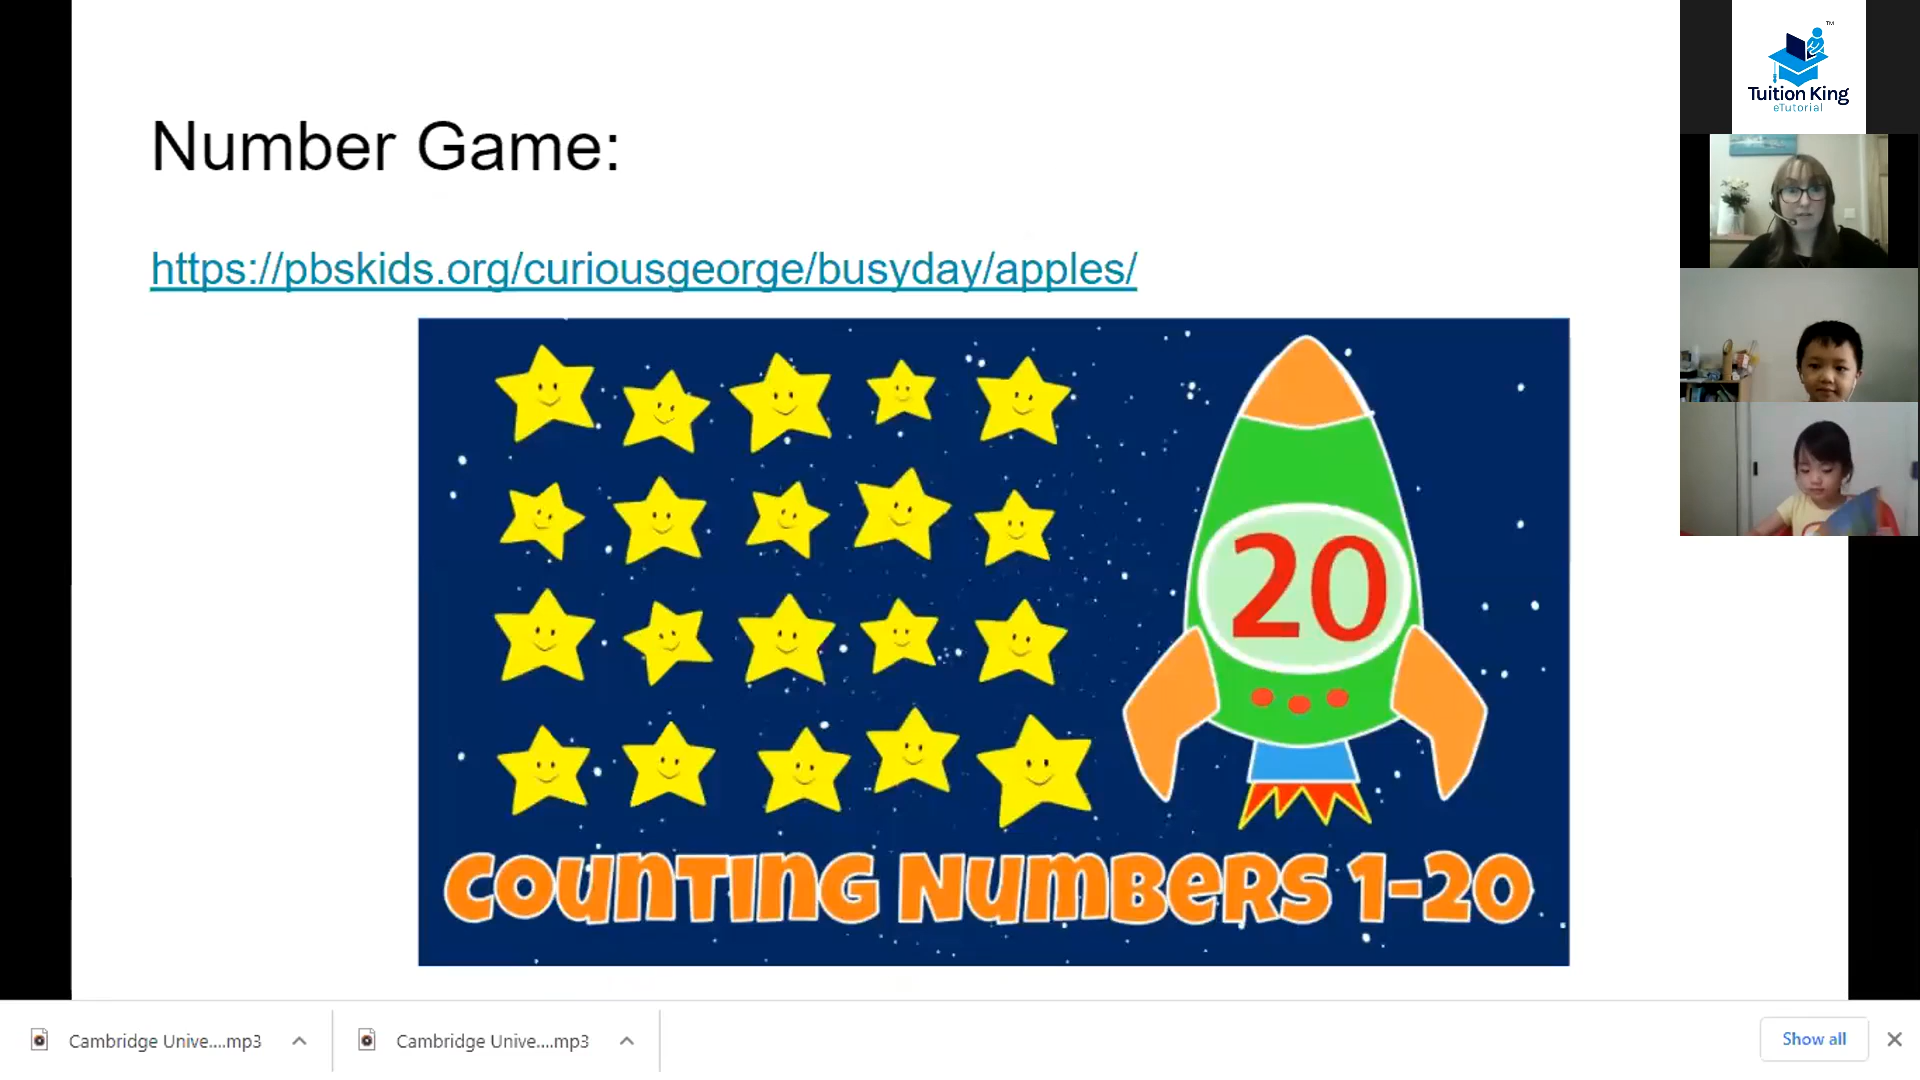 Number Game:
https://pbskids.org/curiousgeorge/busyday/apples/
20
COUNTING NUMBERS 1-20
TM
Tuition King
eTutorial
Cambridge Unive....mp3
Cambridge Unive....mp3
Show all